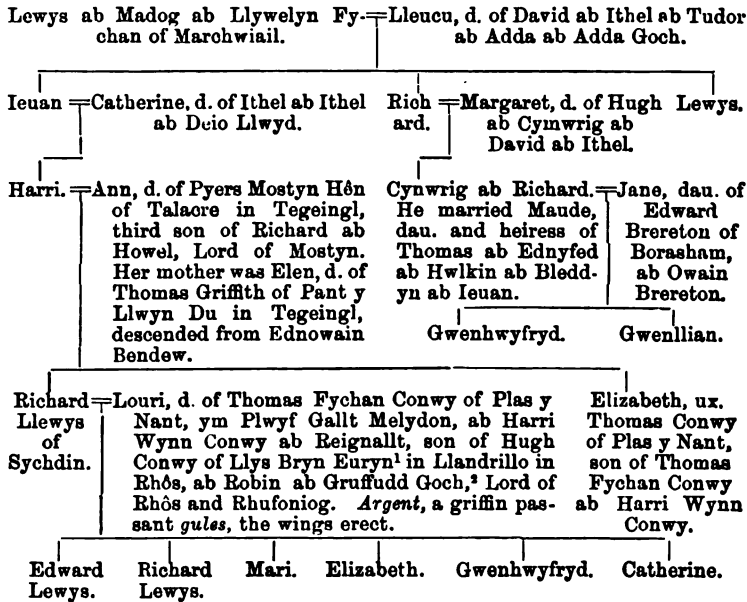 Lewys ab Madog ab Llywelyn Fy-
chan of Marchwiail.
Lleucu, d. of David ab Ithel ab Tudor
ab Adda ab Adda Goch.
Ieuan
Catherine, d. of Ithel ab Ithel
ab Deio Llwyd.
Rich
ard.
Margaret, d. of Hugh
ab Cymwrig ab
David ab Ithel.
Lewys.
Harri.
Ann, d. of Pyers Mostyn Hên
of Talacre in Tegeingl,
third son of Richard ab
Howel, Lord of Mostyn.
Her mother was Elen, d. of
Thomas Griffith of Pant y
Llwyn Du in Tegeingl,
descended from Ednowain
Bendew.
Cynwrig ab Richard.
He married Maude,
dau. and heiress of
Thomas ab Ednyfed
ab Hwlkin ab Bledd-
yn ab Ieuan.
Jane, dau. of
Edward
Brereton of
Borasham,
ab Owain
Brereton.
Gwenhwyfryd.
Gwenllian.
Richard
Llewys
of
Sychdin.
Louri, d. of Thomas Fychan Conwy of Plas y
Nant, ym Plwyf Gallt Melydon, ab Harri
Wynn Conwy ab Reignallt, son of Hugh
Conwy of Llys Bryn Euryn¹ in Llandrillo in
Rhôs, ab Robin ab Gruffudd Goch,² Lord of
Rhôs and Rhufoniog. Argent, a griffin pas-
sant gules, the wings erect.
Elizabeth, ux.
Thomas Conwy
of Plas y Nant,
son of Thomas
Fychan Conwy
ab Harri Wynn
Conwy.
Edward
Lewys.
Richard
Lewys.
Mari.
Elizabeth.
Gwenhwyfryd.
Catherine.